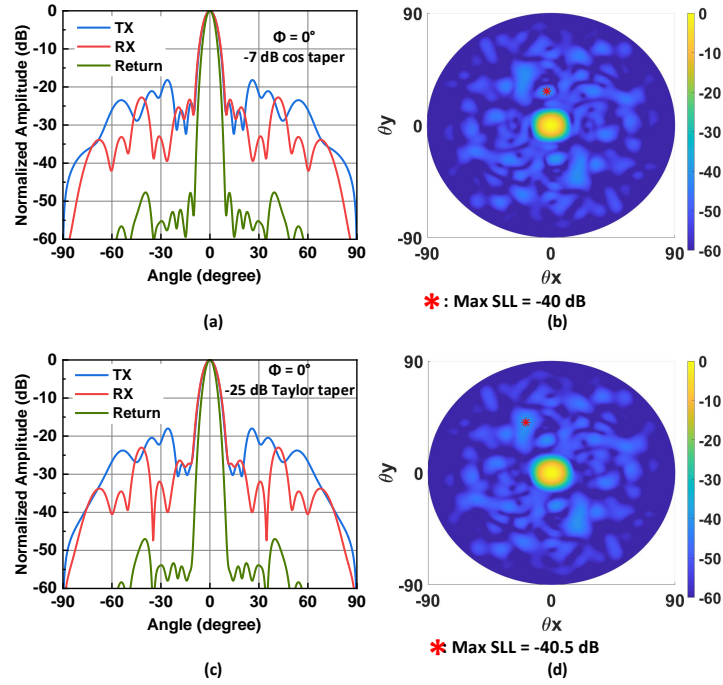 0
-10
-20
-30
-40
-50
-60
Normalized Amplitude (dB)
TX
RX
Return
Φ = 0°
-7 dB cos taper
-90 -60 -30 0 30 60 90
Angle (degree)
(a)
90
0
-90
θy
-90 0 90
θx
0
-10
-20
-30
-40
-50
-60
*
* : Max SLL = -40 dB
(b)
0
-10
-20
-30
-40
-50
-60
Normalized Amplitude (dB)
TX
RX
Return
Φ = 0°
-25 dB Taylor taper
-90 -60 -30 0 30 60 90
Angle (degree)
(c)
90
0
-90
θy
-90 0 90
θx
0
-10
-20
-30
-40
-50
-60
*
*: Max SLL = -40.5 dB
(d)